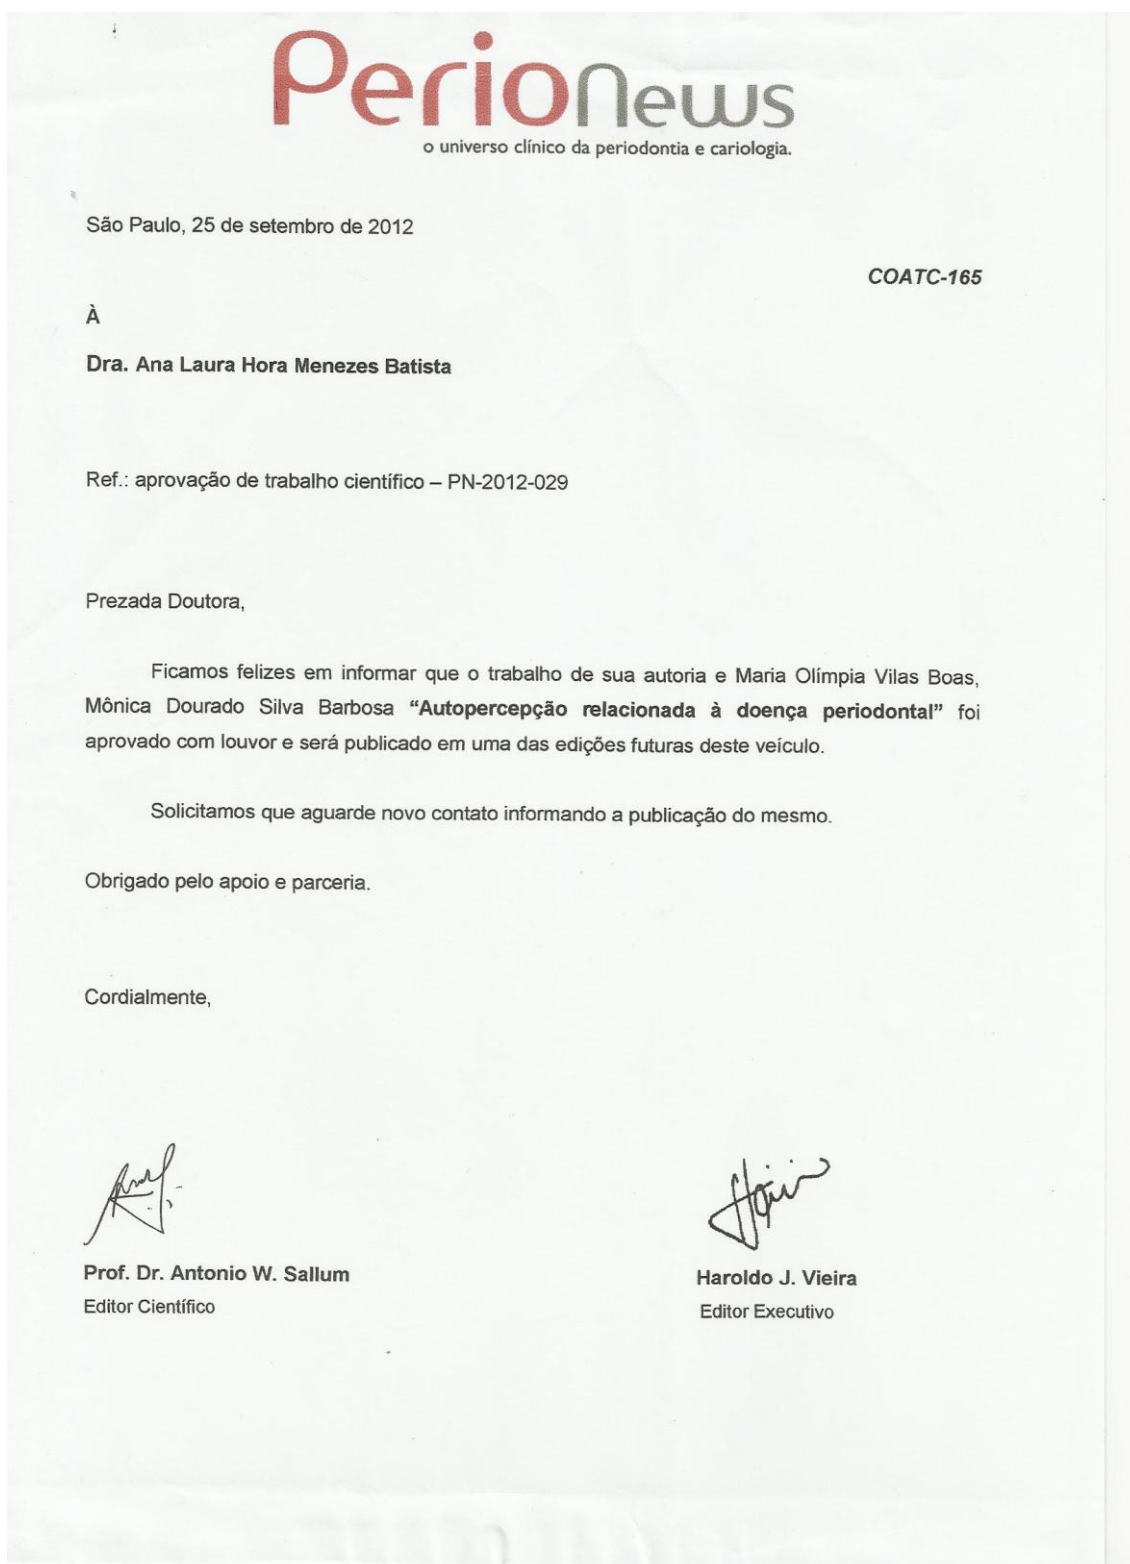 PerioNews
o universo clínico da periodontia e cariologia.
São Paulo, 25 de setembro de 2012
COATC-165
À
Dra. Ana Laura Hora Menezes Batista
Ref.: aprovação de trabalho científico – PN-2012-029
Prezada Doutora,
Ficamos felizes em informar que o trabalho de sua autoria e Maria Olímpia Vilas Boas,
Mônica Dourado Silva Barbosa “Autopercepção relacionada à doença periodontal” foi
aprovado com louvor e será publicado em uma das edições futuras deste veículo.
Solicitamos que aguarde novo contato informando a publicação do mesmo.
Obrigado pelo apoio e parceria.
Cordialmente,
Prof. Dr. Antonio W. Sallum
Editor Científico
Haroldo J. Vieira
Editor Executivo